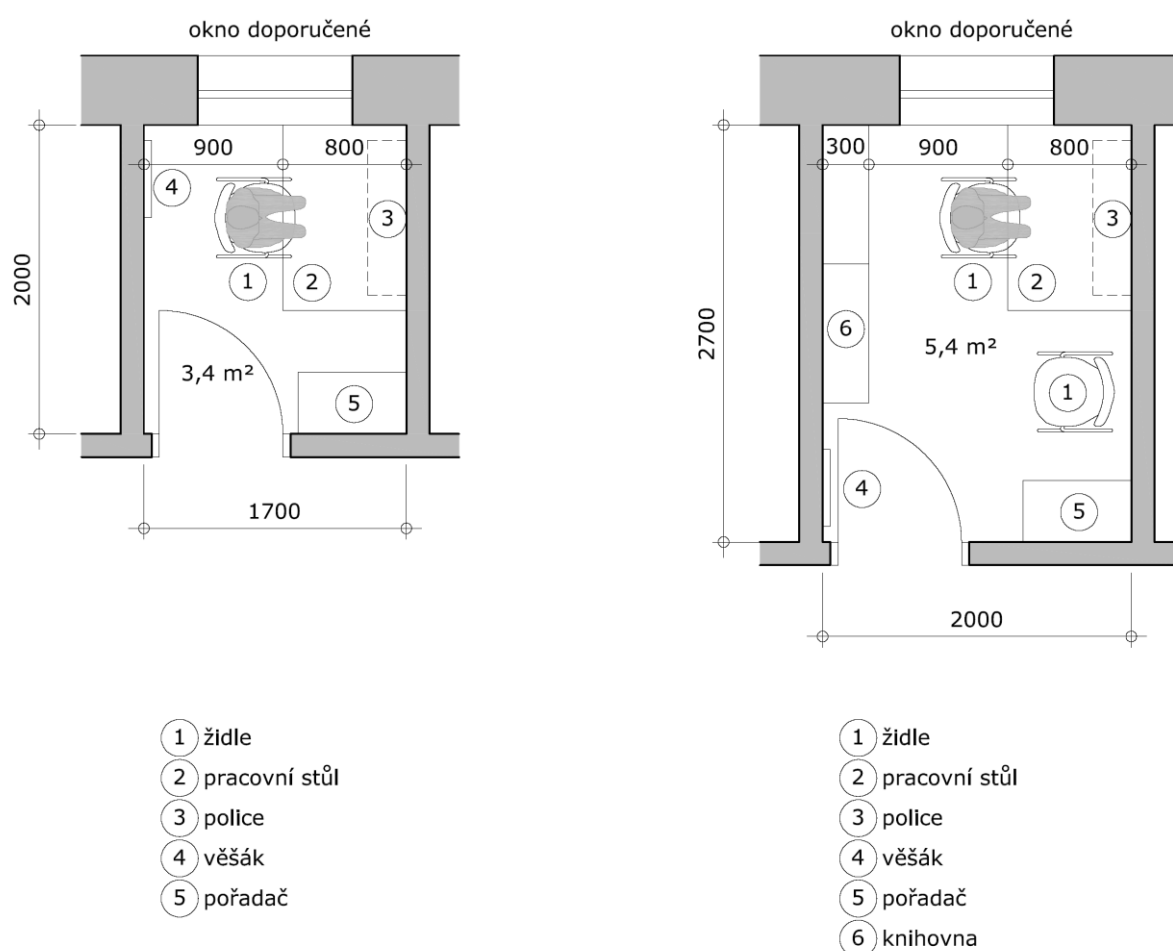 okno doporučené
900
800
4
3
1
2
2000
3,4 m²
5
1700
1 židle
2 pracovní stůl
3 police
4 věšák
5 pořadač
okno doporučené
300
900
800
3
1
2
6
2700
5,4 m²
1
4
5
2000
1 židle
2 pracovní stůl
3 police
4 věšák
5 pořadač
6 knihovna